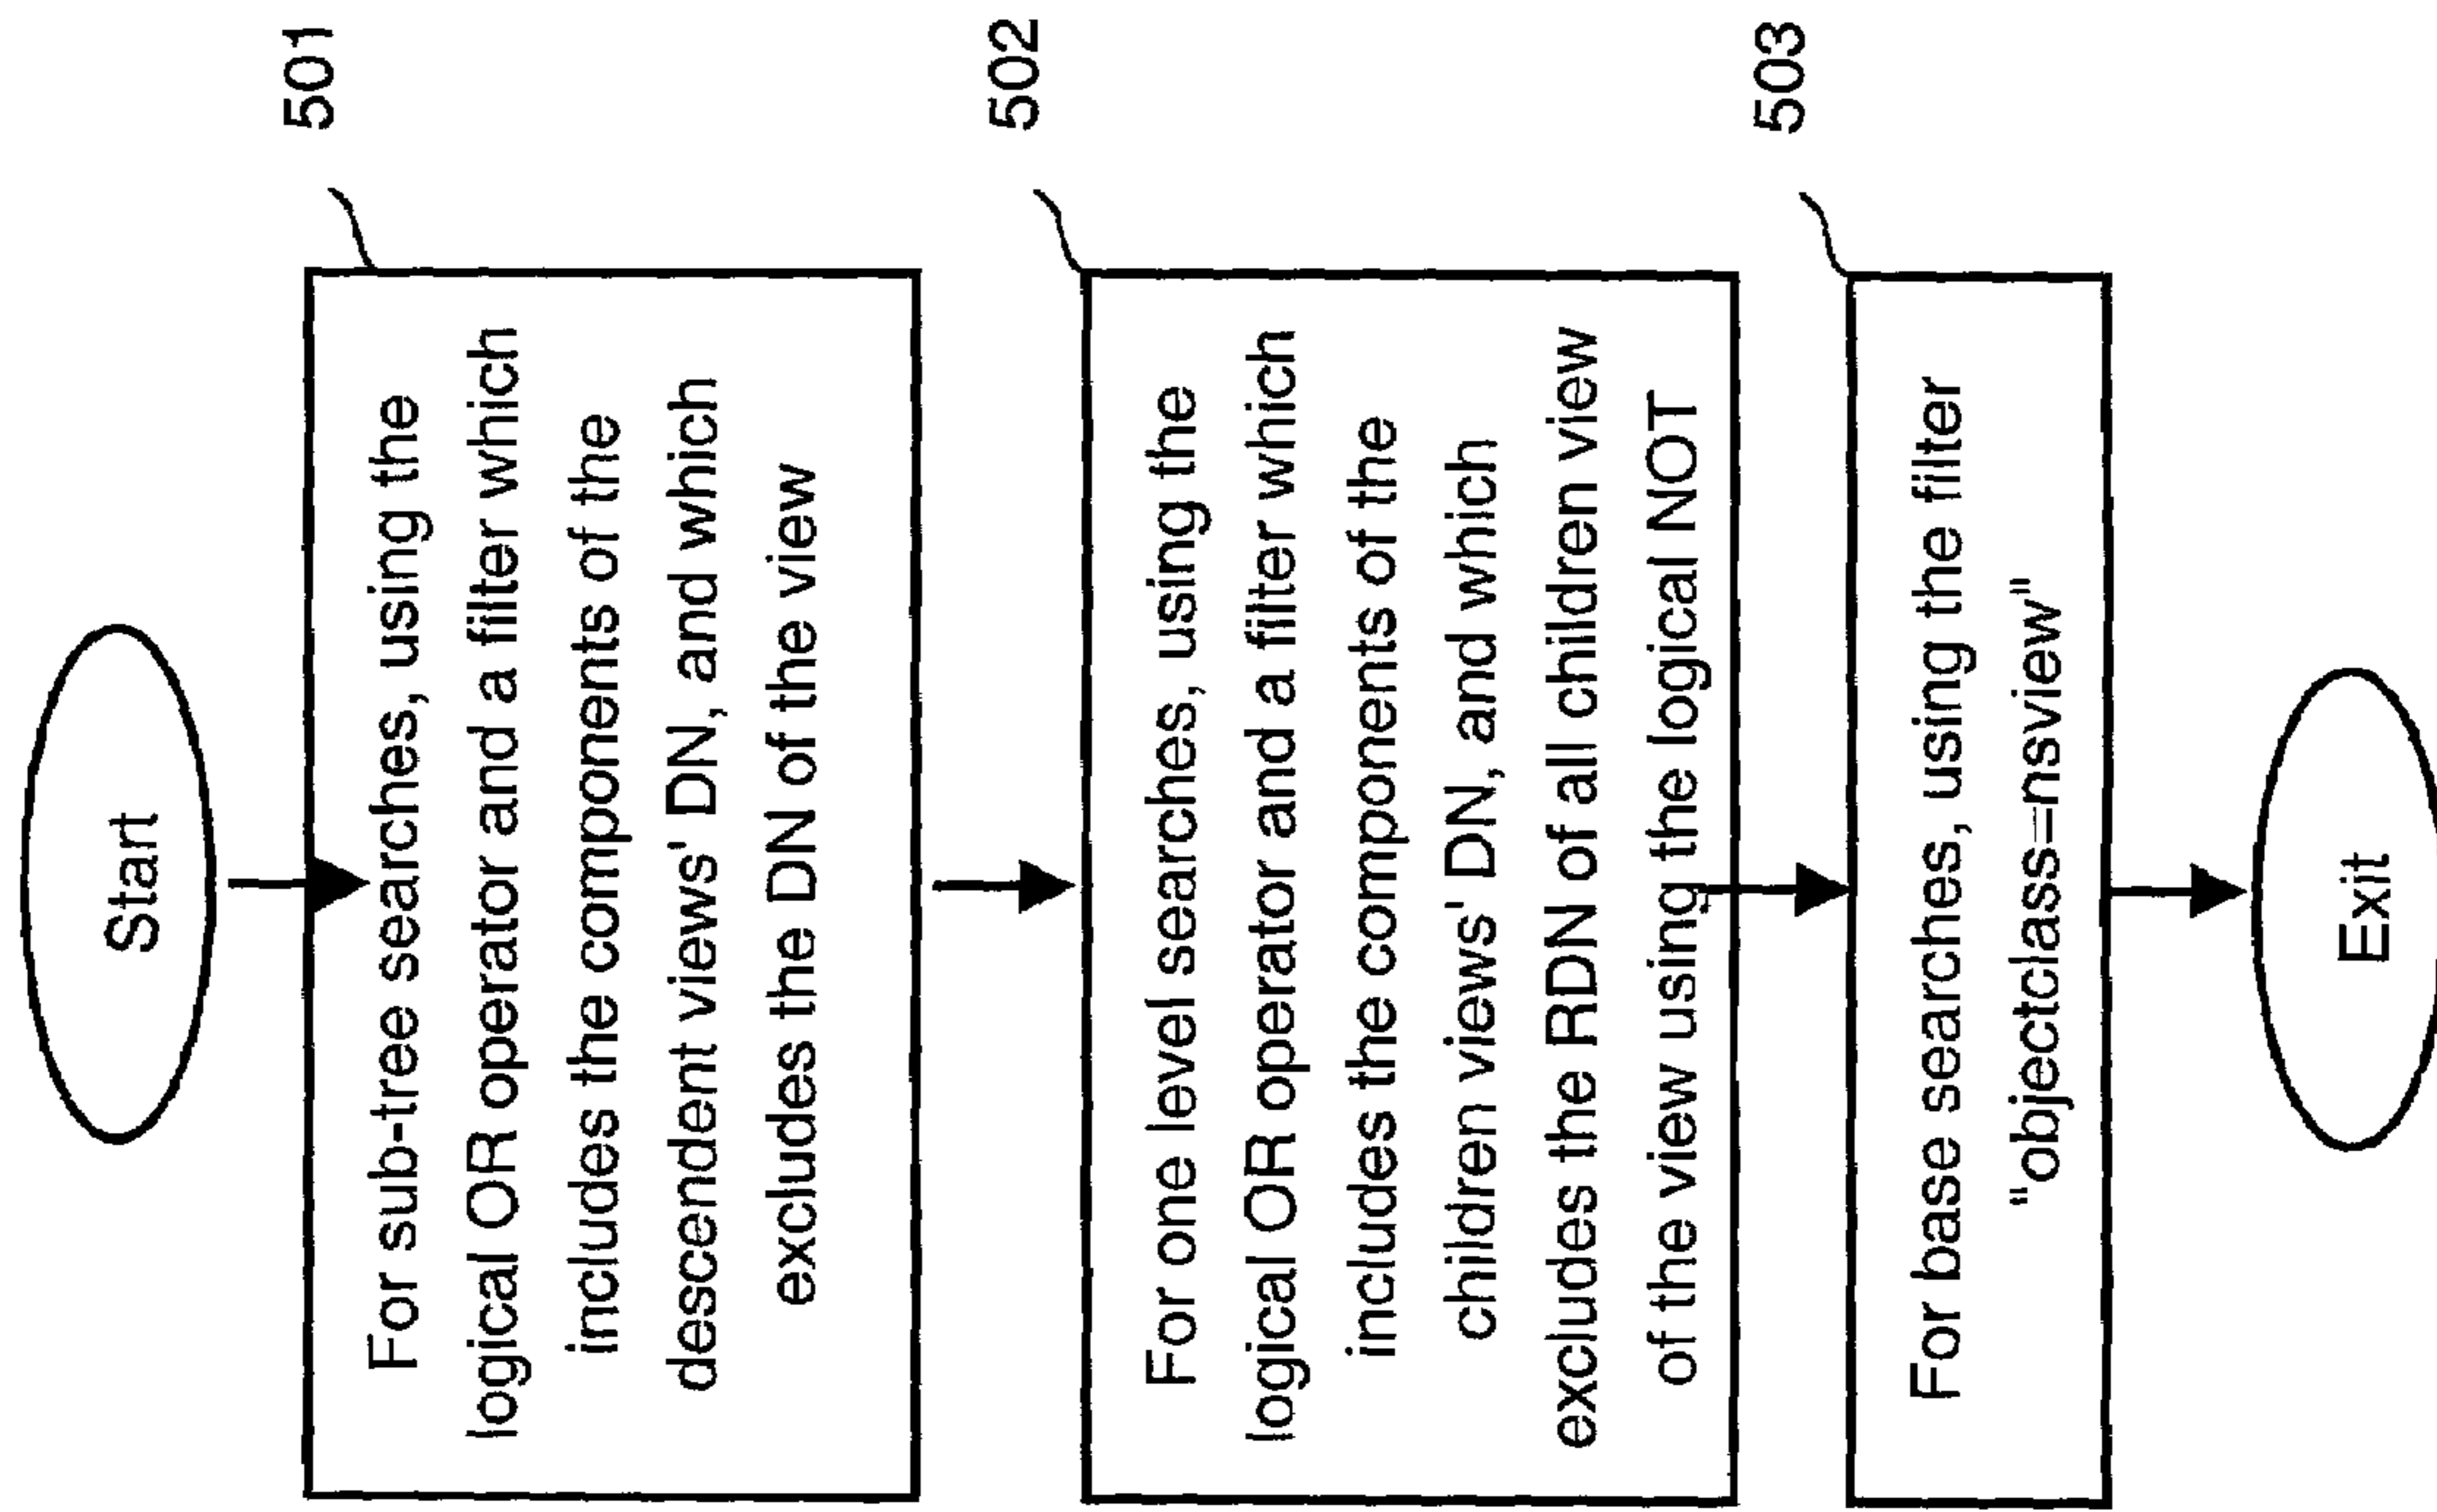 Start
501
For sub-tree searches, using the
logical OR operator and a filter which
includes the components of the
descendent views' DN, and which
excludes the DN of the view
502
For one level searches, using the
logical OR operator and a filter which
includes the components of the
children views' DN, and which
excludes the RDN of all children view
of the view using the logical NOT
503
For base searches, using the filter
"objectclass=nsview"
Exit